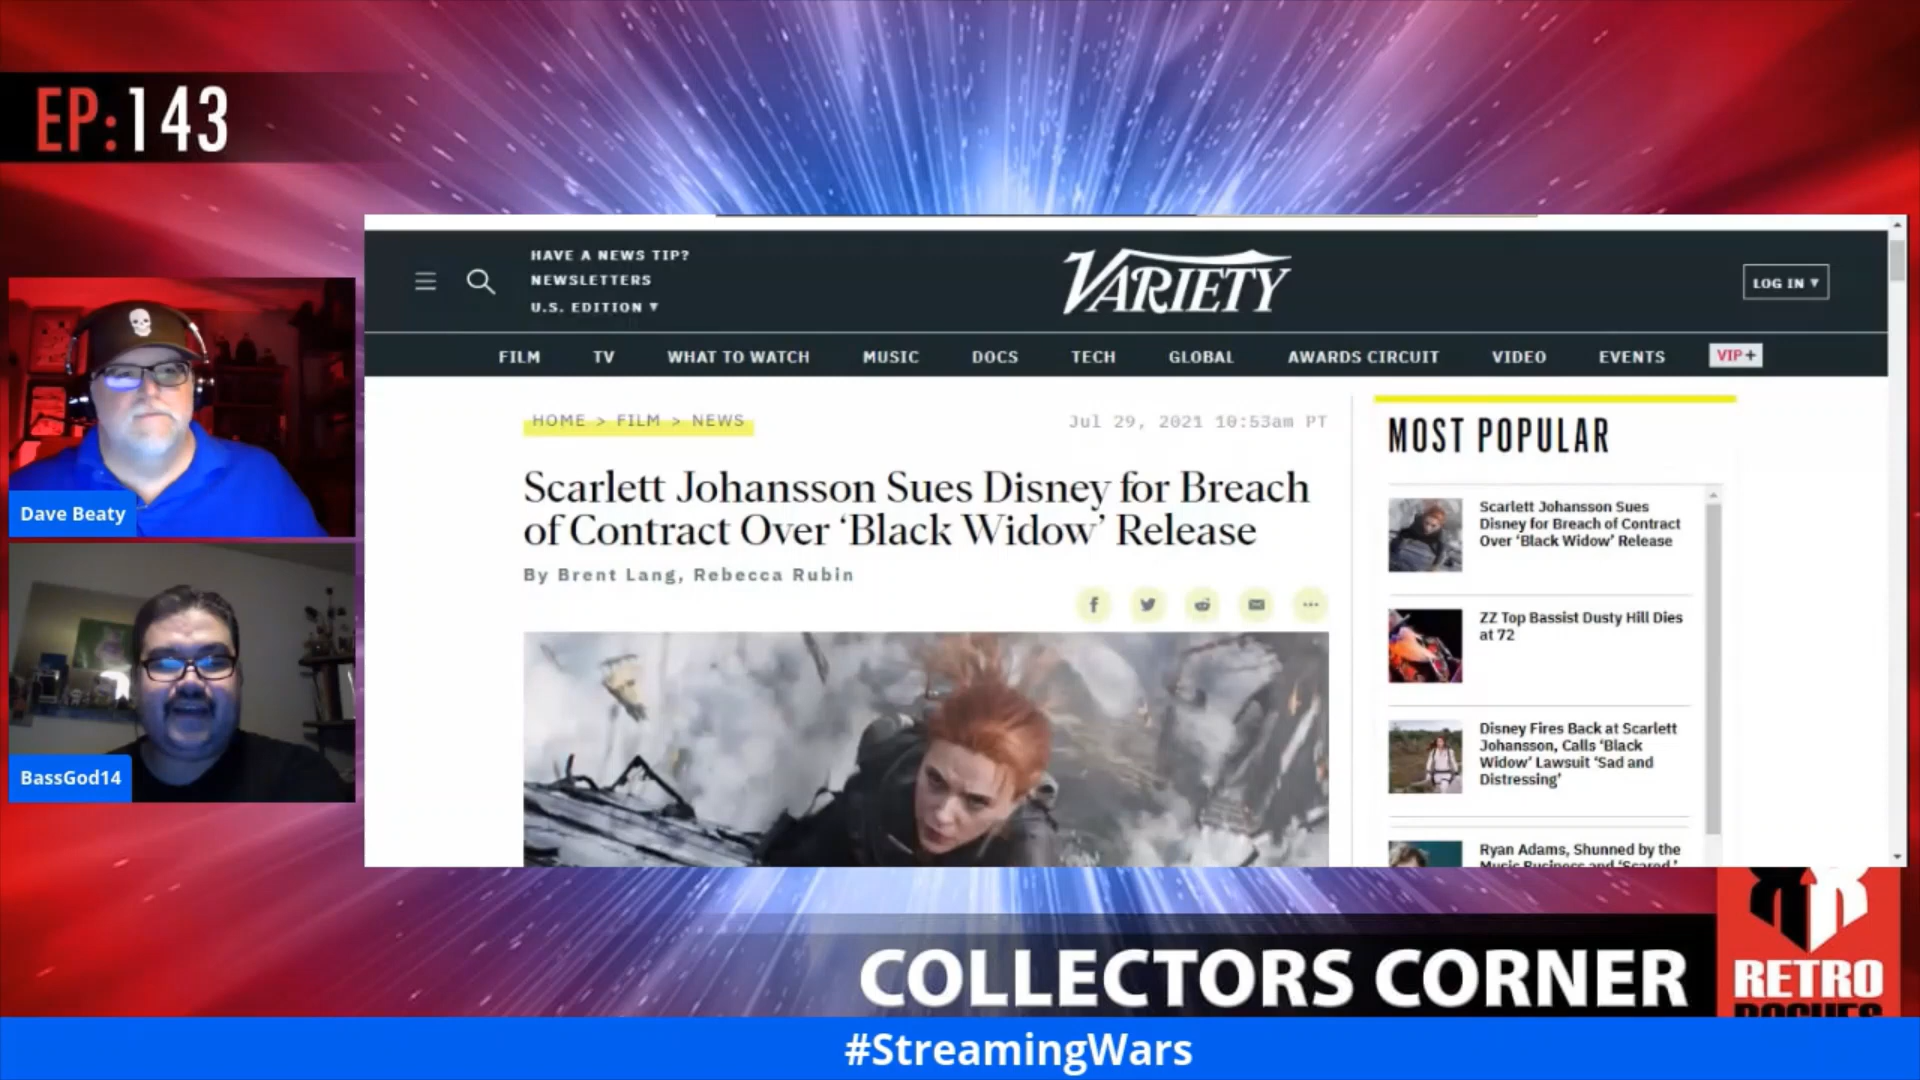 EP:143
HAVE A NEWS TIP?
NEWSLETTERS
U.S. EDITION ▼
VARIETY
LOG IN ▼
FILM TV WHAT TO WATCH MUSIC DOCS TECH GLOBAL AWARDS CIRCUIT VIDEO EVENTS VIP+
HOME > FILM > NEWS
Jul 29, 2021 10:53am PT
Scarlett Johansson Sues Disney for Breach
of Contract Over ‘Black Widow’ Release
By Brent Lang, Rebecca Rubin
MOST POPULAR
Scarlett Johansson Sues
Disney for Breach of Contract
Over ‘Black Widow’ Release
ZZ Top Bassist Dusty Hill Dies
at 72
Disney Fires Back at Scarlett
Johansson, Calls ‘Black
Widow’ Lawsuit ‘Sad and
Distressing’
Ryan Adams, Shunned by the
Music Business and ‘Scared,’
Dave Beaty
BassGod14
COLLECTORS CORNER
RETRO
ROGUES
#StreamingWars